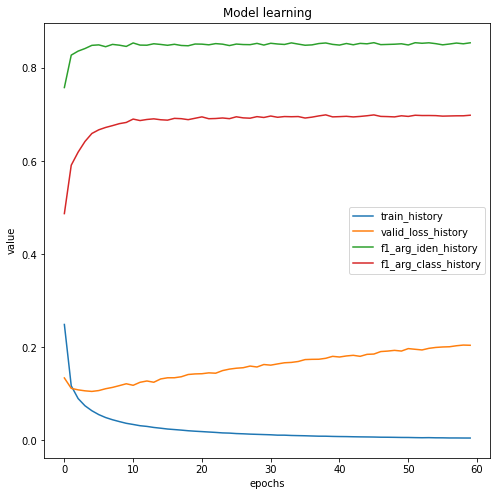 Model learning
value
0.8
0.6
0.4
0.2
0.0
train_history
valid_loss_history
f1_arg_iden_history
f1_arg_class_history
0 10 20 30 40 50 60
epochs